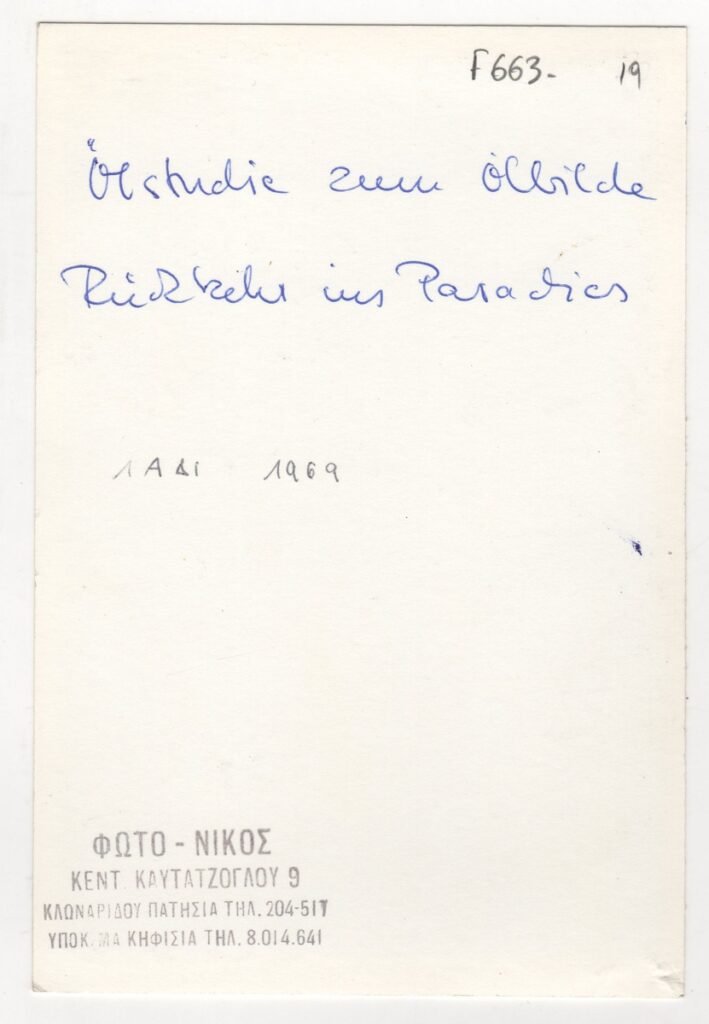 F663- 19
Ölstudie zum Ölbilde
Rückkehr ins Paradies
ΛΑΔΙ 1969
ΦΩΤΟ - ΝΙΚΟΣ
ΚΕΝΤ. ΚΑΥΤΑΤΖΟΓΛΟΥ 9
ΚΛΩΝΑΡΙΔΟΥ ΠΑΤΗΣΙΑ ΤΗΛ. 204-517
ΚΗΦΙΣΙΑ ΤΗΛ. 8.014.641